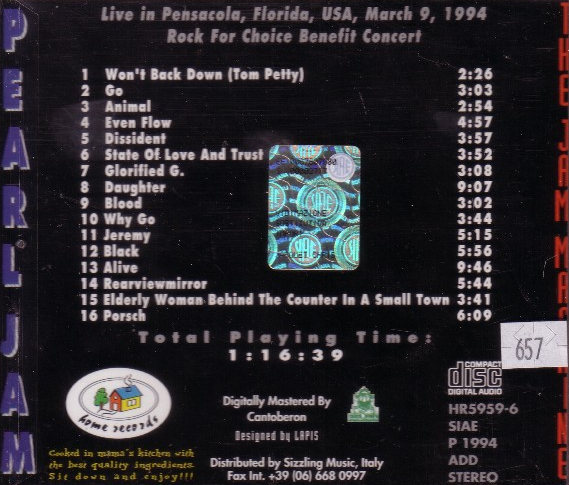 PEARL JAM
Live in Pensacola, Florida, USA, March 9, 1994
Rock For Choice Benefit Concert
1 Won't Back Down (Tom Petty) 2:26
2 Go 3:03
3 Animal 2:54
4 Even Flow 4:57
5 Dissident 3:57
6 State Of Love And Trust 3:52
7 Glorified G. 3:08
8 Daughter 9:07
9 Blood 3:02
10 Why Go 3:44
11 Jeremy 5:15
12 Black 5:56
13 Alive 9:46
14 Rearviewmirror 5:44
15 Elderly Woman Behind The Counter In A Small Town 3:41
16 Porsch 6:09
Total Playing Time:
1:16:39
SIAE
657
home records
Cooked in mama's kitchen with
the best quality ingredients.
Sit down and enjoy!!!
Digitally Mastered By
Cantoberon
Designed by LAPIS
Distributed by Sizzling Music, Italy
Fax Int. +39 (06) 668 0997
COMPACT
disc
DIGITAL AUDIO
HR5959-6
SIAE
P 1994
ADD
STEREO
THE JAM